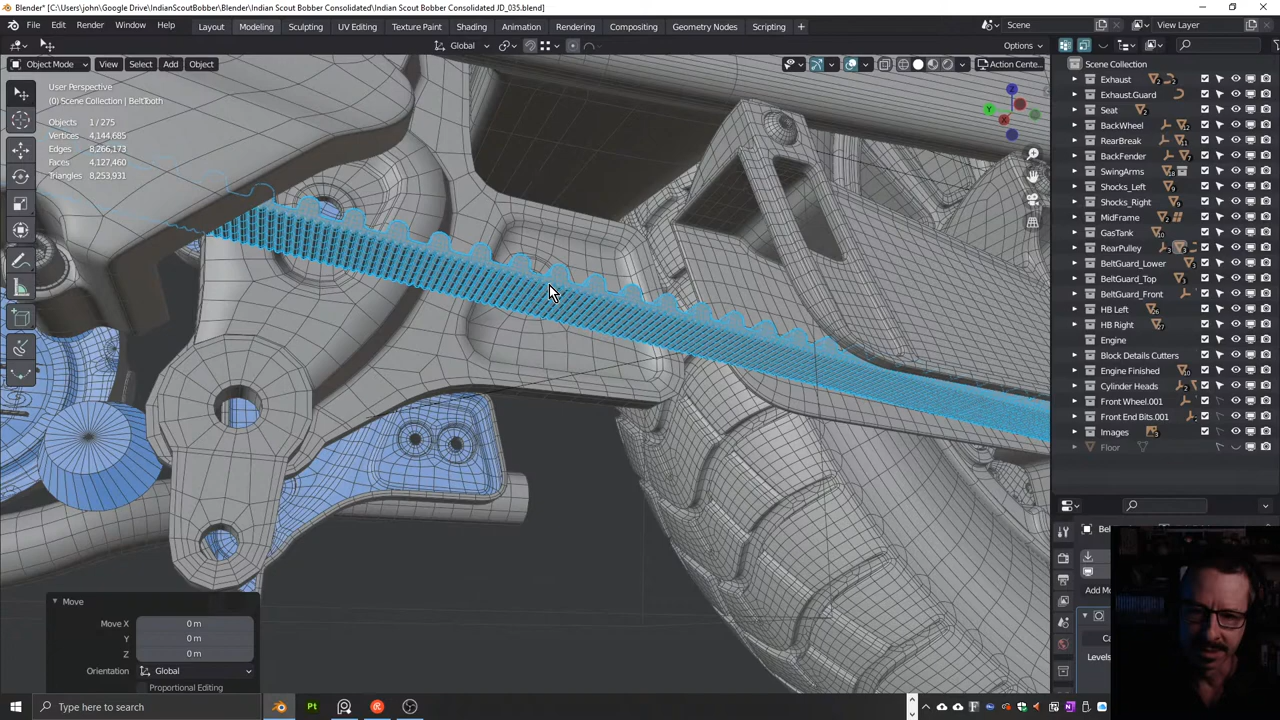 Blender* [C:\Users\john\Google Drive\IndianScoutBobber\Blender\Indian Scout Bobber Consolidated\Indian Scout Bobber Consolidated JD_035.blend]
File Edit Render Window Help Layout Modeling Sculpting UV Editing Texture Paint Shading Animation Rendering Compositing Geometry Nodes Scripting + Scene View Layer
Global Options
Object Mode View Select Add Object Action Cente...
User Perspective
(0) Scene Collection | BeltTooth
Objects 1 / 275
Vertices 4,144,685
Edges 8,266,173
Faces 4,127,460
Triangles 8,253,931
Z
Y
X
Scene Collection
Exhaust
Exhaust.Guard
Seat
BackWheel
RearBreak
BackFender
SwingArms
Shocks_Left
Shocks_Right
MidFrame
GasTank
RearPulley
BeltGuard_Lower
BeltGuard_Top
BeltGuard_Front
HB Left
HB Right
Engine
Block Details Cutters
Engine Finished
Cylinder Heads
Front Wheel.001
Front End Bits.001
Images
Floor
Bel
Add Mo
Ca
Levels
Move
Move X 0 m
Y 0 m
Z 0 m
Orientation Global
Proportional Editing
Type here to search
Pt